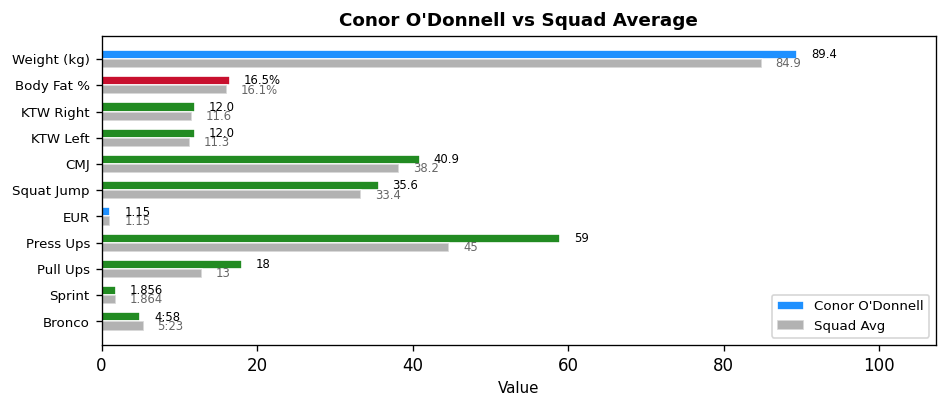 Conor O'Donnell vs Squad Average
Weight (kg)
89.4
84.9
Body Fat %
16.5%
16.1%
KTW Right
12.0
11.6
KTW Left
12.0
11.3
CMJ
40.9
38.2
Squat Jump
35.6
33.4
EUR
1.15
1.15
Press Ups
59
45
Pull Ups
18
13
Sprint
1.856
1.864
Bronco
4:58
5:23
Conor O'Donnell
Squad Avg
0 20 40 60 80 100
Value